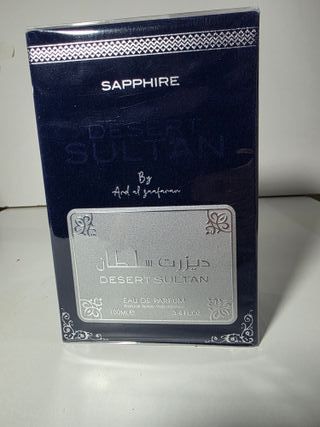 SAPPHIRE
DESERT
SULTAN
By
Ard al zaafaran
ديزرت سلطان
DESERT SULTAN
EAU DE PARFUM
100ML℮ 3.4 FL.OZ